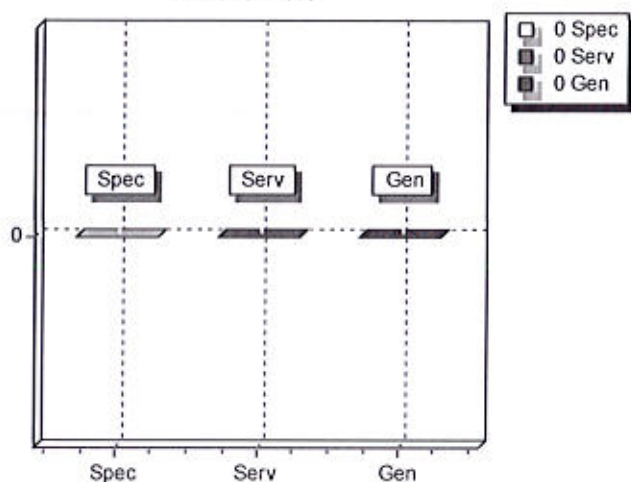 0 Spec
0 Serv
0 Gen
Spec Serv Gen
0
Spec Serv Gen